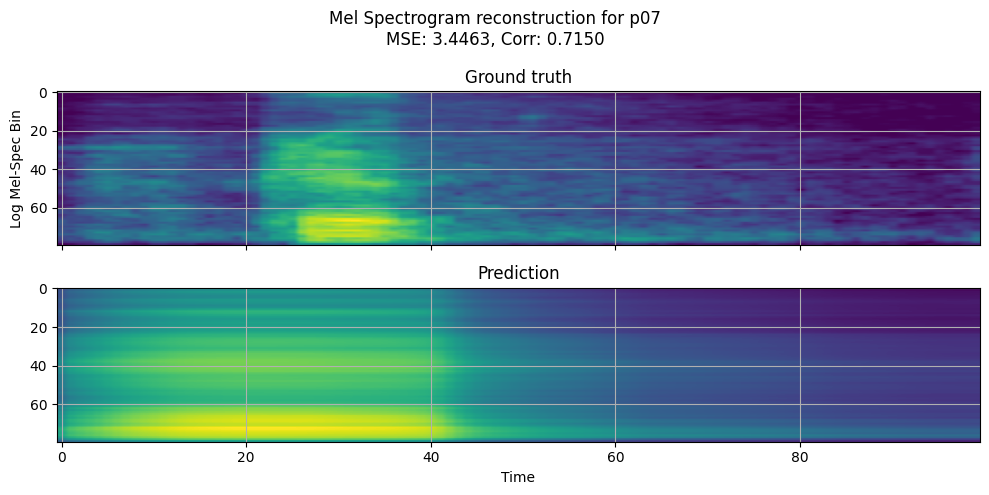 Mel Spectrogram reconstruction for p07
MSE: 3.4463, Corr: 0.7150
Ground truth
Log Mel-Spec Bin
0
20
40
60
Prediction
0
20
40
60
0 20 40 60 80
Time